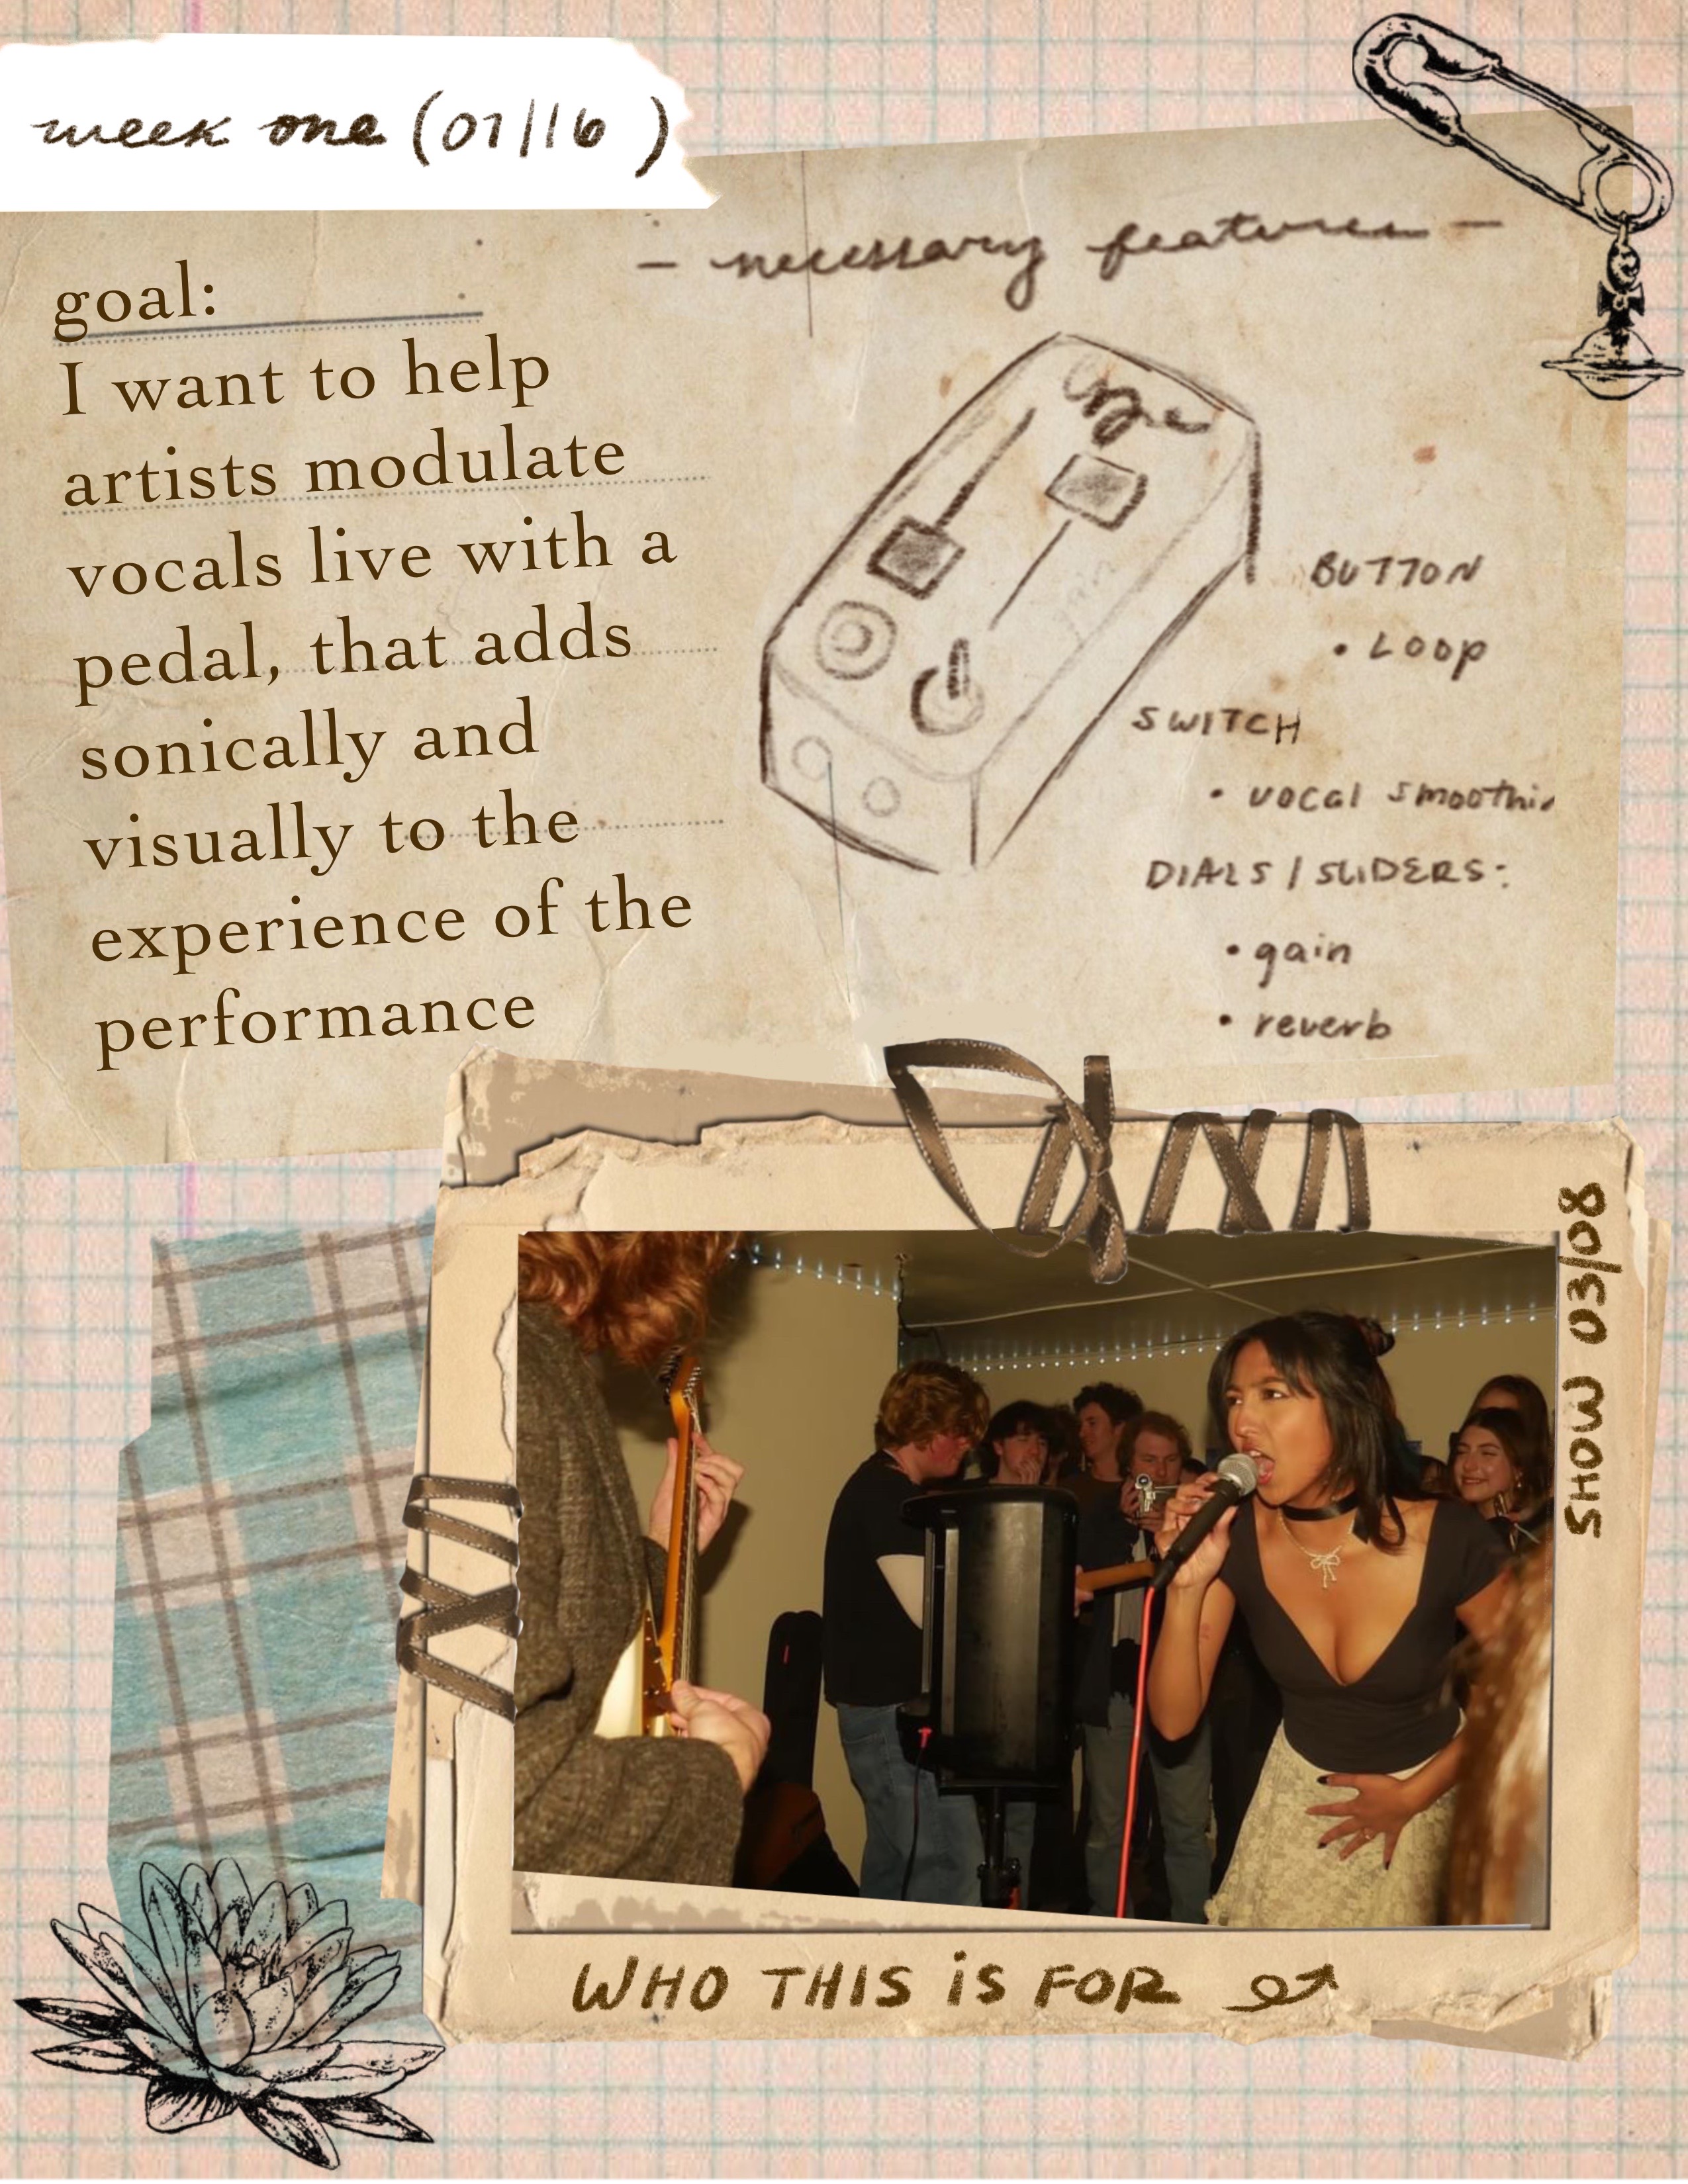 week one (01/16)
goal:
I want to help
artists modulate
vocals live with a
pedal, that adds
sonically and
visually to the
experience of the
performance
- necessary features -
BUTTON
• LOOP
SWITCH
• vocal smoothie
DIALS / SLIDERS:
• gain
• reverb
SHOW 03/08
WHO THIS iS FOR